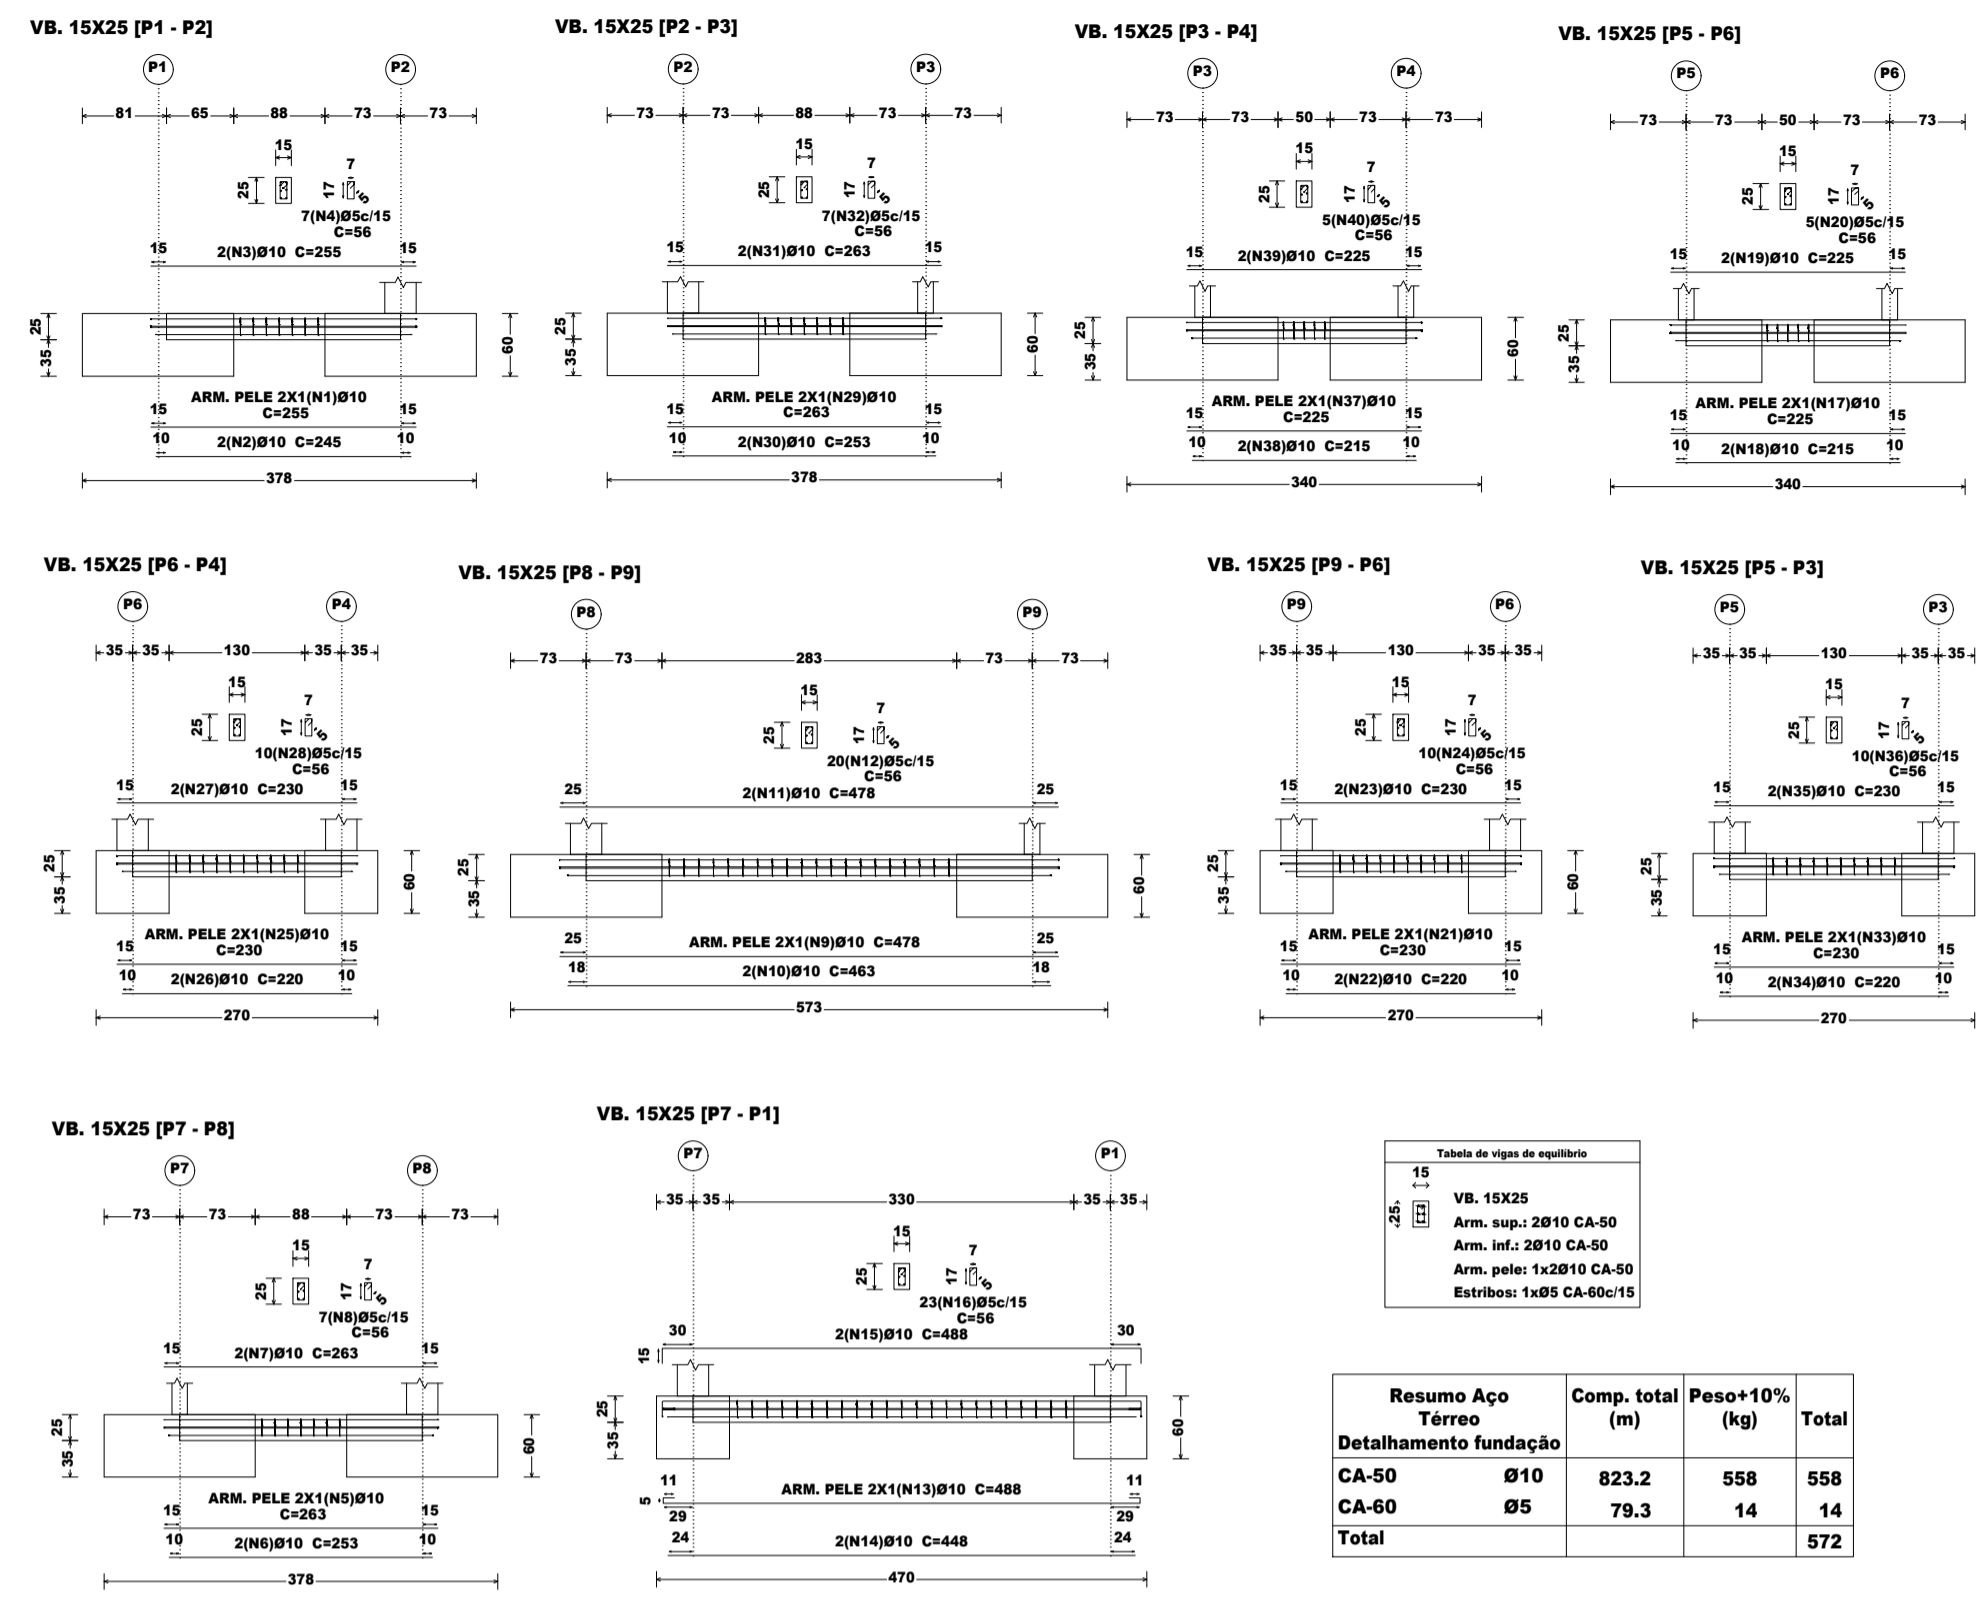 VB. 15X25 [P1 - P2]
P1 P2
81 65 88 73 73
15
25
7
17
5
7(N4)Ø5c/15
C=56
15 2(N3)Ø10 C=255 15
25
35
60
ARM. PELE 2X1(N1)Ø10
15 C=255 15
10 2(N2)Ø10 C=245 10
378
VB. 15X25 [P2 - P3]
P2 P3
73 73 88 73 73
15
25
7
17
5
7(N32)Ø5c/15
C=56
15 2(N31)Ø10 C=263 15
25
35
60
ARM. PELE 2X1(N29)Ø10
15 C=263 15
10 2(N30)Ø10 C=253 10
378
VB. 15X25 [P3 - P4]
P3 P4
73 73 50 73 73
15
25
7
17
5
5(N40)Ø5c/15
C=56
15 2(N39)Ø10 C=225 15
25
35
60
ARM. PELE 2X1(N37)Ø10
15 C=225 15
10 2(N38)Ø10 C=215 10
340
VB. 15X25 [P5 - P6]
P5 P6
73 73 50 73 73
15
25
7
17
5
5(N20)Ø5c/15
C=56
15 2(N19)Ø10 C=225 15
25
35
ARM. PELE 2X1(N17)Ø10
15 C=225 15
10 2(N18)Ø10 C=215 10
340
VB. 15X25 [P6 - P4]
P6 P4
35 35 130 35 35
15
25
7
17
5
10(N28)Ø5c/15
C=56
15 2(N27)Ø10 C=230 15
25
35
60
ARM. PELE 2X1(N25)Ø10
15 C=230 15
10 2(N26)Ø10 C=220 10
270
VB. 15X25 [P8 - P9]
P8 P9
73 73 283 73 73
15
25
7
17
5
20(N12)Ø5c/15
C=56
25 2(N11)Ø10 C=478 25
25
35
60
25 ARM. PELE 2X1(N9)Ø10 C=478 25
18 2(N10)Ø10 C=463 18
573
VB. 15X25 [P9 - P6]
P9 P6
35 35 130 35 35
15
25
7
17
5
10(N24)Ø5c/15
C=56
15 2(N23)Ø10 C=230 15
25
35
60
ARM. PELE 2X1(N21)Ø10
15 C=230 15
10 2(N22)Ø10 C=220 10
270
VB. 15X25 [P5 - P3]
P5 P3
35 35 130 35 35
15
25
7
17
5
10(N36)Ø5c/15
C=56
15 2(N35)Ø10 C=230 15
25
35
ARM. PELE 2X1(N33)Ø10
15 C=230 15
10 2(N34)Ø10 C=220 10
270
VB. 15X25 [P7 - P8]
P7 P8
73 73 88 73 73
15
25
7
17
5
7(N8)Ø5c/15
C=56
15 2(N7)Ø10 C=263 15
25
35
60
ARM. PELE 2X1(N5)Ø10
15 C=263 15
10 2(N6)Ø10 C=253 10
378
VB. 15X25 [P7 - P1]
P7 P1
35 35 330 35 35
15
25
7
17
5
23(N16)Ø5c/15
C=56
30 2(N15)Ø10 C=488 30
15
25
35
60
11 ARM. PELE 2X1(N13)Ø10 C=488 11
5
29 29
24 2(N14)Ø10 C=448 24
470
Tabela de vigas de equilíbrio
15
25
VB. 15X25
Arm. sup.: 2Ø10 CA-50
Arm. inf.: 2Ø10 CA-50
Arm. pele: 1x2Ø10 CA-50
Estribos: 1xØ5 CA-60c/15
Resumo Aço Comp. total Peso+10%
Térreo (m) (kg) Total
Detalhamento fundação
CA-50 Ø10 823.2 558 558
CA-60 Ø5 79.3 14 14
Total 572